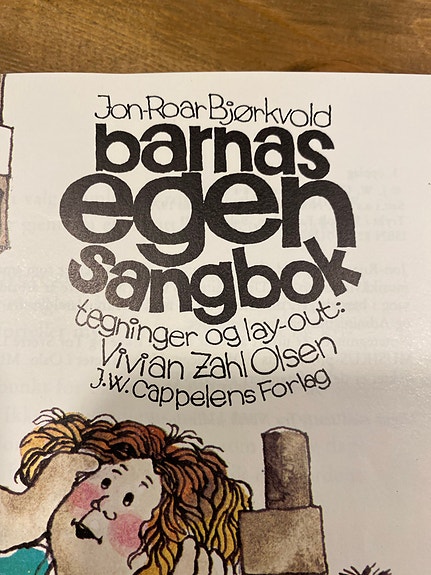 Jon-Roar Bjørkvold
barnas
egen
sangbok
tegninger og lay-out:
Vivian Zahl Olsen
J.W. Cappelens Forlag